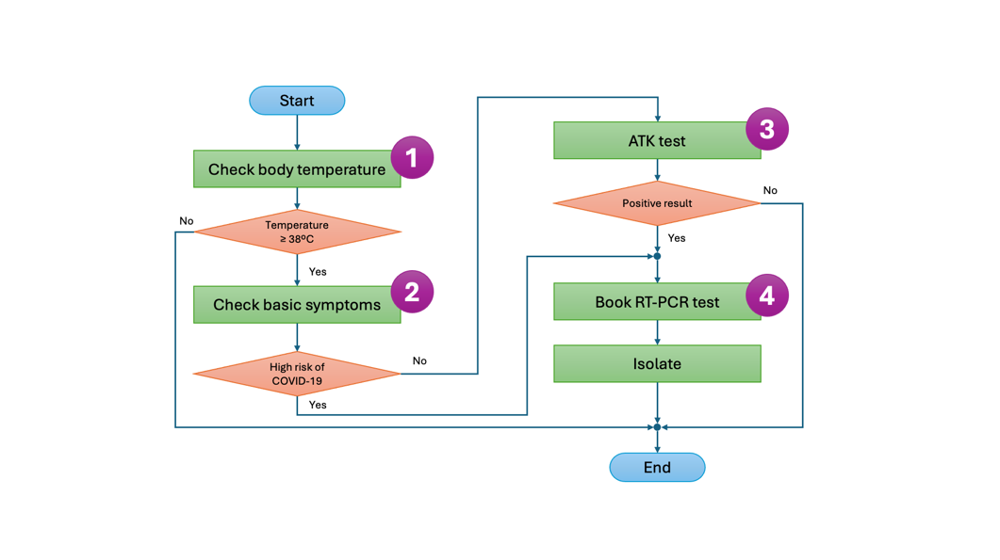 Start
1
Check body temperature
No
Temperature
≥ 38ºC
Yes
2
Check basic symptoms
No
High risk of
COVID-19
Yes
3
ATK test
No
Positive result
Yes
4
Book RT-PCR test
Isolate
End